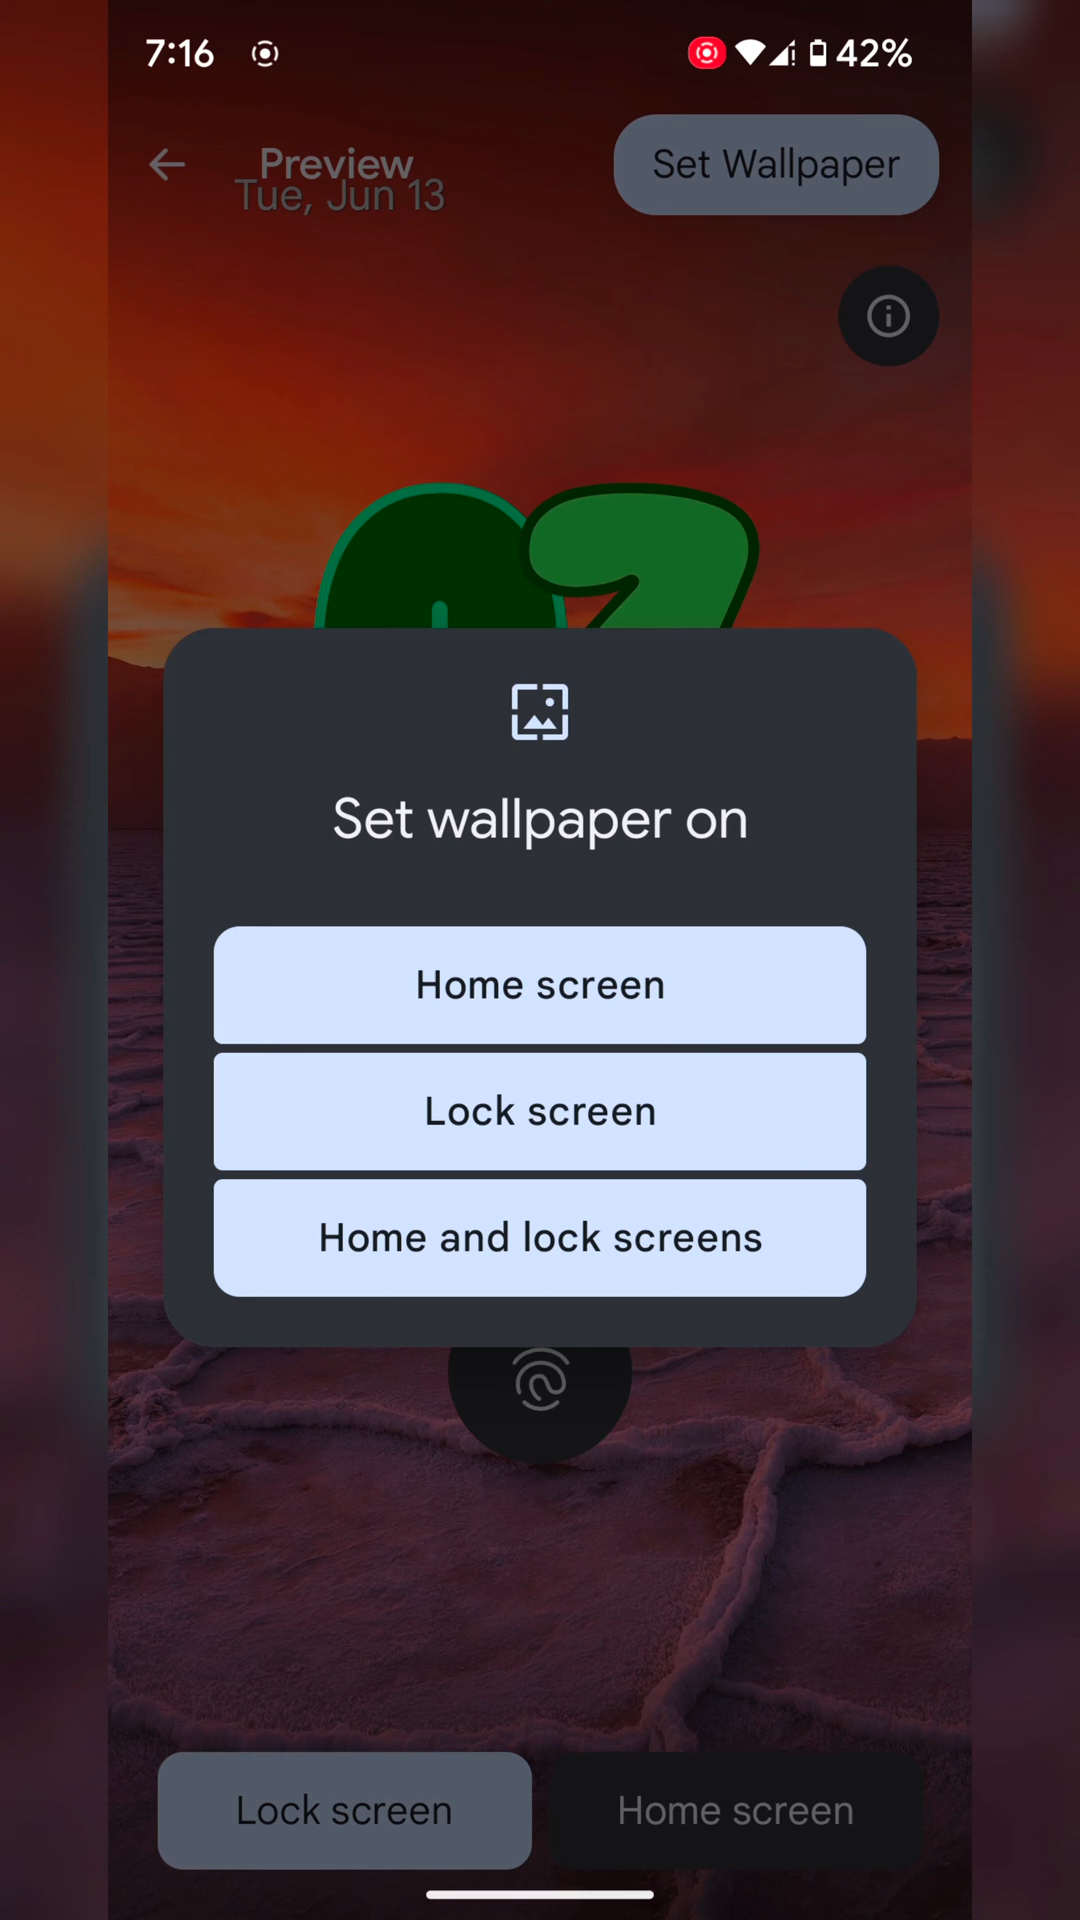 7:16
42%
Preview
Set Wallpaper
Tue, Jun 13
Set wallpaper on
Home screen
Lock screen
Home and lock screens
Lock screen
Home screen